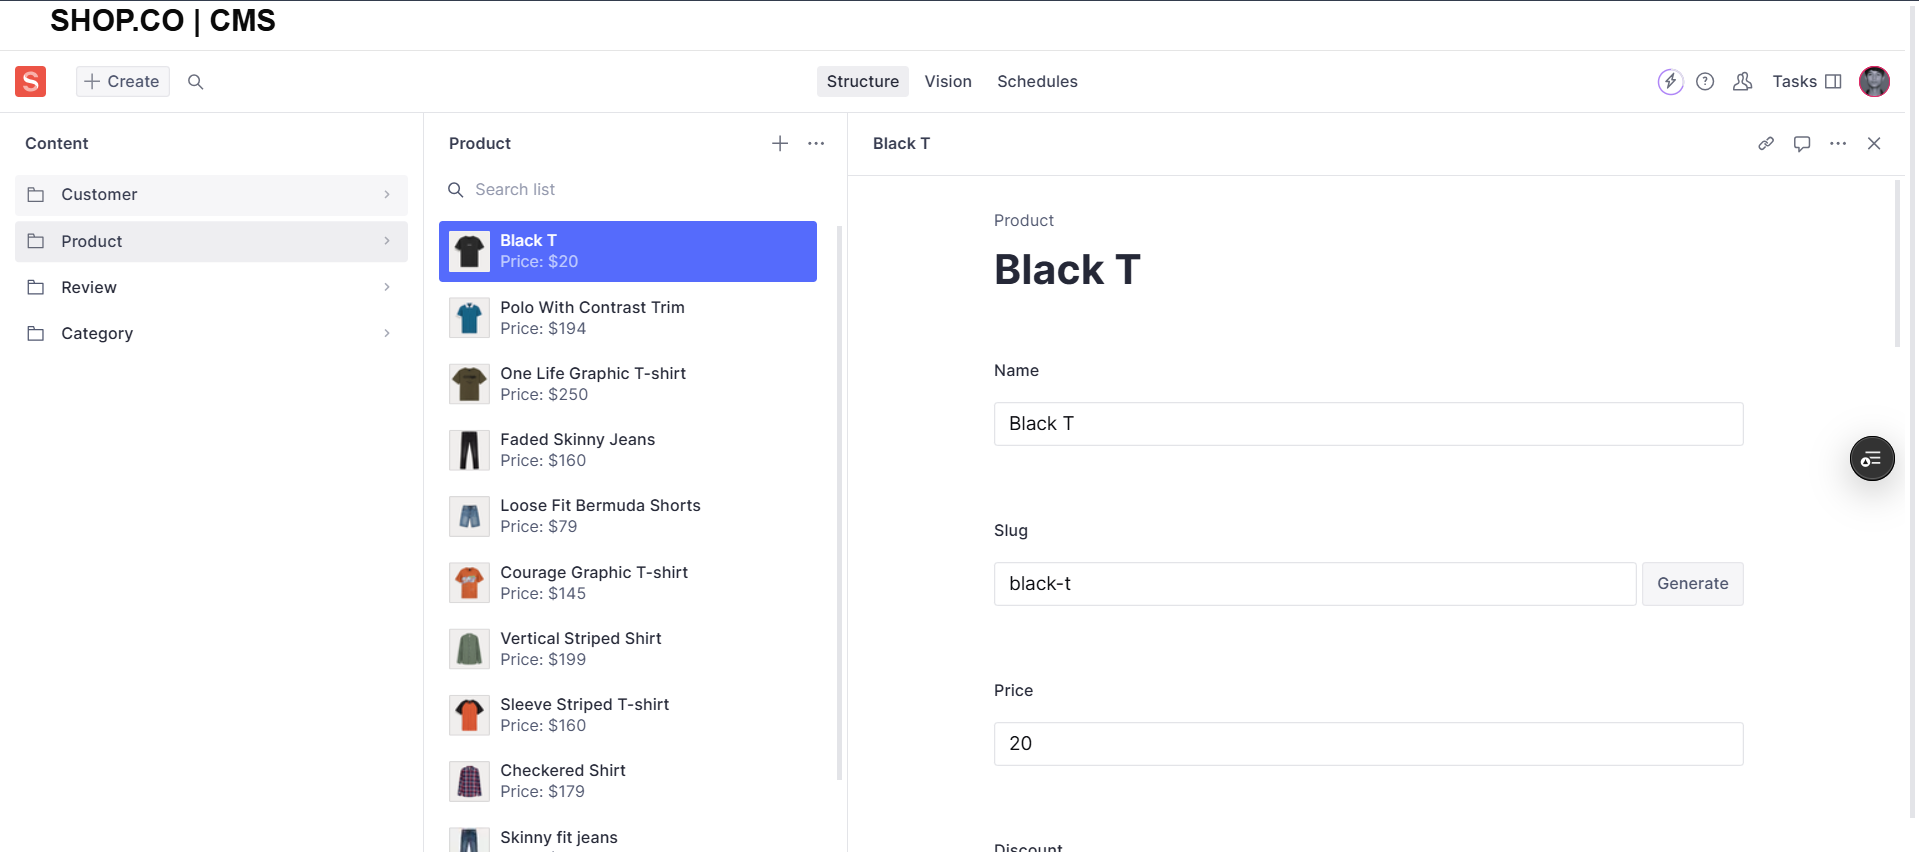 SHOP.CO | CMS
S
Create
Structure
Vision
Schedules
Tasks
Content
Customer
Product
Review
Category
Product
Search list
Black T
Price: $20
Polo With Contrast Trim
Price: $194
One Life Graphic T-shirt
Price: $250
Faded Skinny Jeans
Price: $160
Loose Fit Bermuda Shorts
Price: $79
Courage Graphic T-shirt
Price: $145
Vertical Striped Shirt
Price: $199
Sleeve Striped T-shirt
Price: $160
Checkered Shirt
Price: $179
Skinny fit jeans
Black T
Product
Black T
Name
Black T
Slug
black-t
Generate
Price
20
Discount